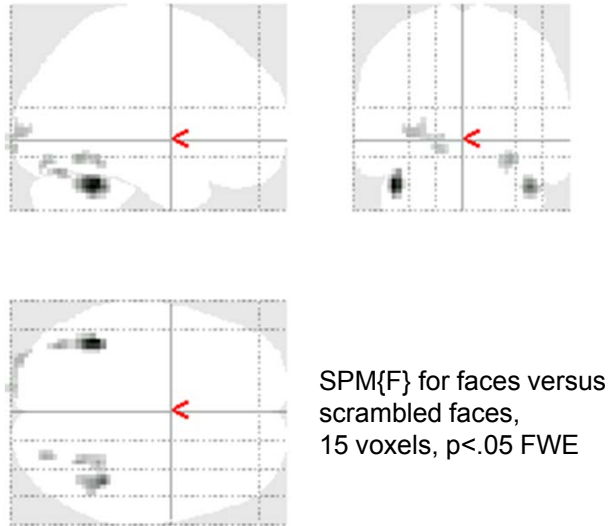 SPM{F} for faces versus
scrambled faces,
15 voxels, p<.05 FWE